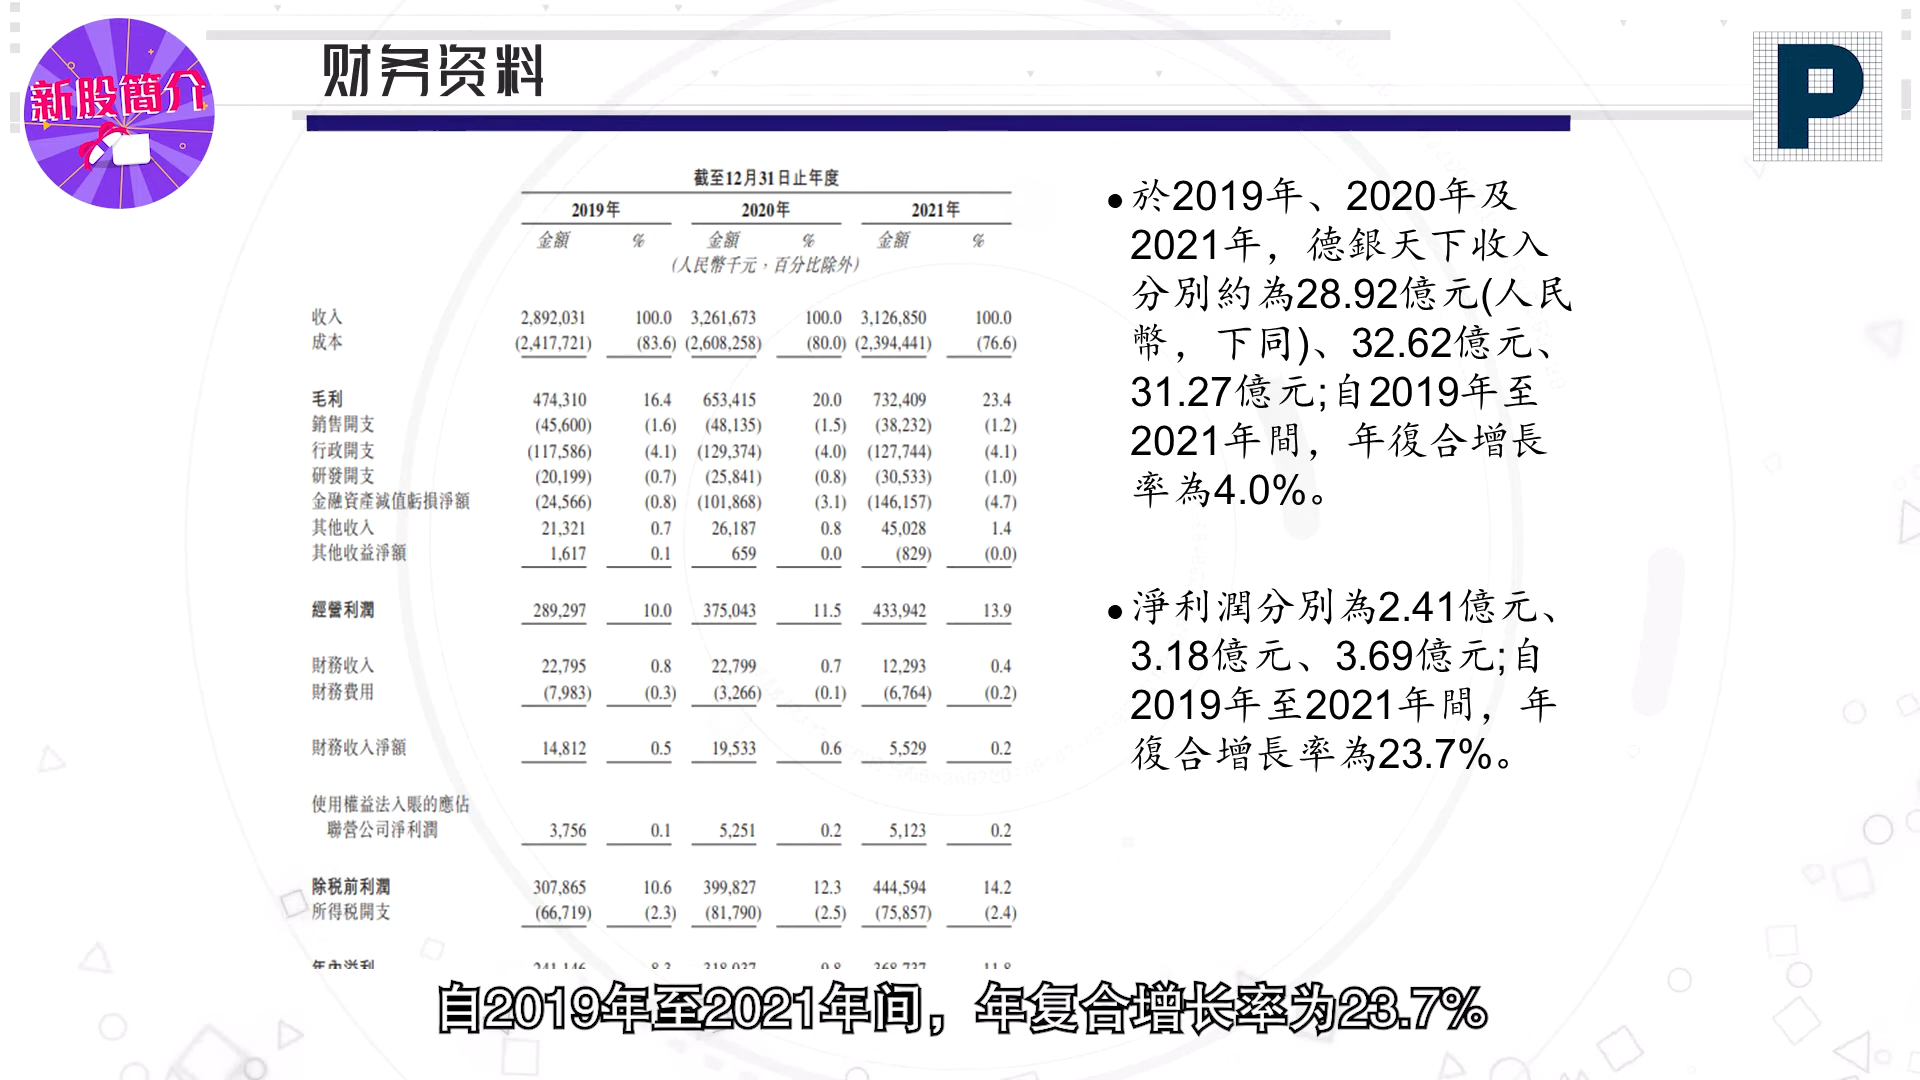 新股簡介
财务资料
P
截至12月31日止年度
2019年 2020年 2021年
金額 % 金額 % 金額 %
(人民幣千元，百分比除外)
收入 2,892,031 100.0 3,261,673 100.0 3,126,850 100.0
成本 (2,417,721) (83.6) (2,608,258) (80.0) (2,394,441) (76.6)
毛利 474,310 16.4 653,415 20.0 732,409 23.4
銷售開支 (45,600) (1.6) (48,135) (1.5) (38,232) (1.2)
行政開支 (117,586) (4.1) (129,374) (4.0) (127,744) (4.1)
研發開支 (20,199) (0.7) (25,841) (0.8) (30,533) (1.0)
金融資產減值虧損淨額 (24,566) (0.8) (101,868) (3.1) (146,157) (4.7)
其他收入 21,321 0.7 26,187 0.8 45,028 1.4
其他收益淨額 1,617 0.1 659 0.0 (829) (0.0)
經營利潤 289,297 10.0 375,043 11.5 433,942 13.9
財務收入 22,795 0.8 22,799 0.7 12,293 0.4
財務費用 (7,983) (0.3) (3,266) (0.1) (6,764) (0.2)
財務收入淨額 14,812 0.5 19,533 0.6 5,529 0.2
使用權益法入賬的應佔
聯營公司淨利潤 3,756 0.1 5,251 0.2 5,123 0.2
除稅前利潤 307,865 10.6 399,827 12.3 444,594 14.2
所得稅開支 (66,719) (2.3) (81,790) (2.5) (75,857) (2.4)
年內溢利 241,146 8.3 318,037 9.8 368,737 11.8
●於2019年、2020年及
2021年，德銀天下收入
分別約為28.92億元(人民
幣，下同)、32.62億元、
31.27億元;自2019年至
2021年間，年復合增長
率為4.0%。
●淨利潤分別為2.41億元、
3.18億元、3.69億元;自
2019年至2021年間，年
復合增長率為23.7%。
自2019年至2021年间，年复合增长率为23.7%